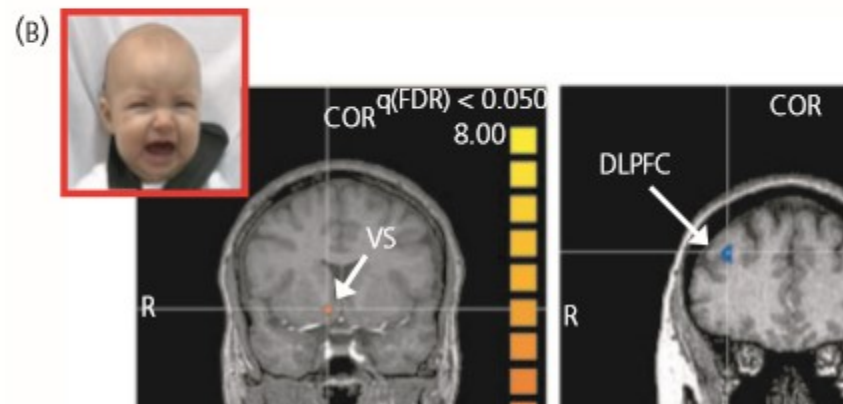 (B)
COR q(FDR) < 0.050
8.00
VS
R
COR
DLPFC
R